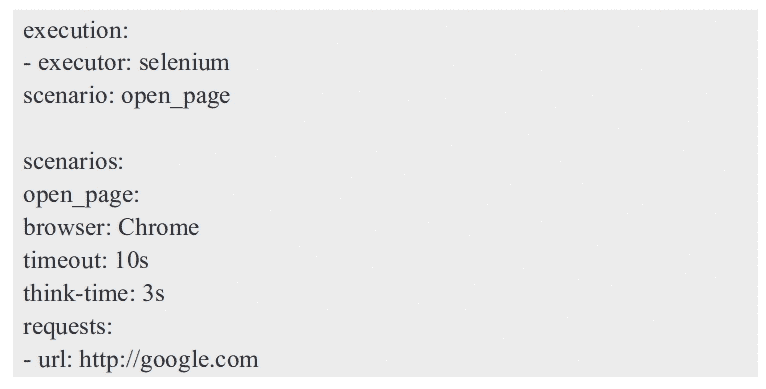 execution:
- executor: selenium
scenario: open_page

scenarios:
open_page:
browser: Chrome
timeout: 10s
think-time: 3s
requests:
- url: http://google.com